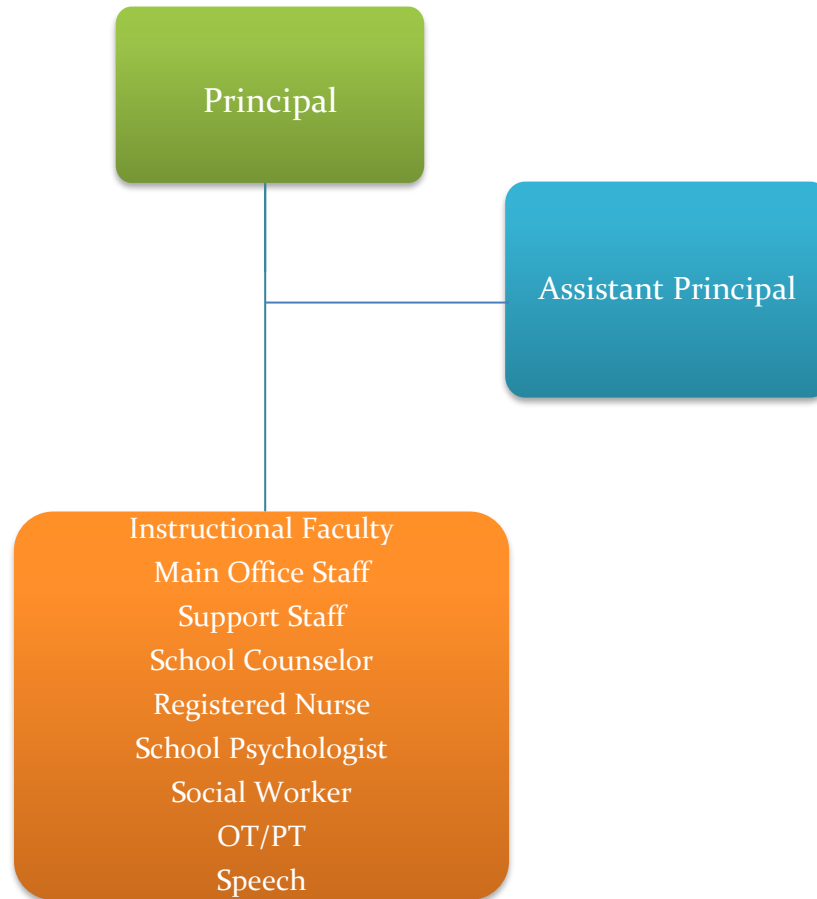 Principal
Assistant Principal
Instructional Faculty
Main Office Staff
Support Staff
School Counselor
Registered Nurse
School Psychologist
Social Worker
OT/PT
Speech